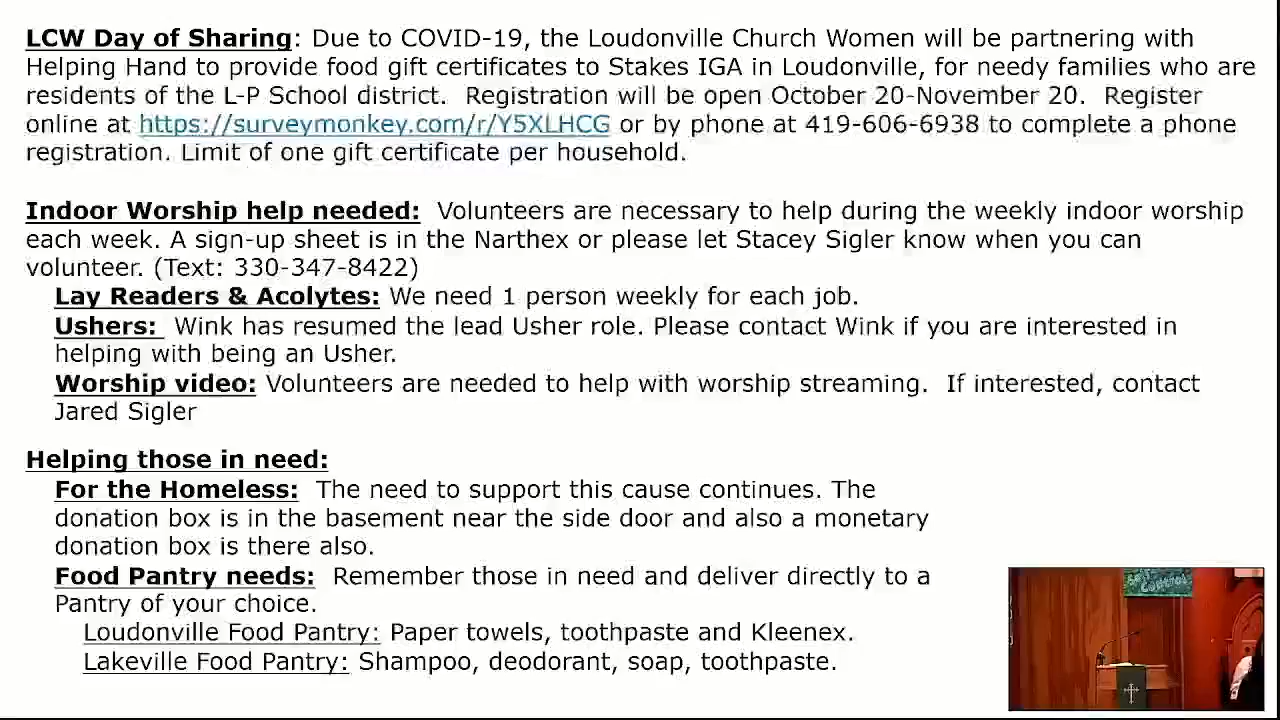 LCW Day of Sharing: Due to COVID-19, the Loudonville Church Women will be partnering with
Helping Hand to provide food gift certificates to Stakes IGA in Loudonville, for needy families who are
residents of the L-P School district.  Registration will be open October 20-November 20.  Register
online at https://surveymonkey.com/r/Y5XLHCG or by phone at 419-606-6938 to complete a phone
registration. Limit of one gift certificate per household.
Indoor Worship help needed:  Volunteers are necessary to help during the weekly indoor worship
each week. A sign-up sheet is in the Narthex or please let Stacey Sigler know when you can
volunteer. (Text: 330-347-8422)
Lay Readers & Acolytes: We need 1 person weekly for each job.
Ushers:  Wink has resumed the lead Usher role. Please contact Wink if you are interested in
helping with being an Usher.
Worship video: Volunteers are needed to help with worship streaming.  If interested, contact
Jared Sigler
Helping those in need:
For the Homeless:  The need to support this cause continues. The
donation box is in the basement near the side door and also a monetary
donation box is there also.
Food Pantry needs:  Remember those in need and deliver directly to a
Pantry of your choice.
Loudonville Food Pantry: Paper towels, toothpaste and Kleenex.
Lakeville Food Pantry: Shampoo, deodorant, soap, toothpaste.
Control